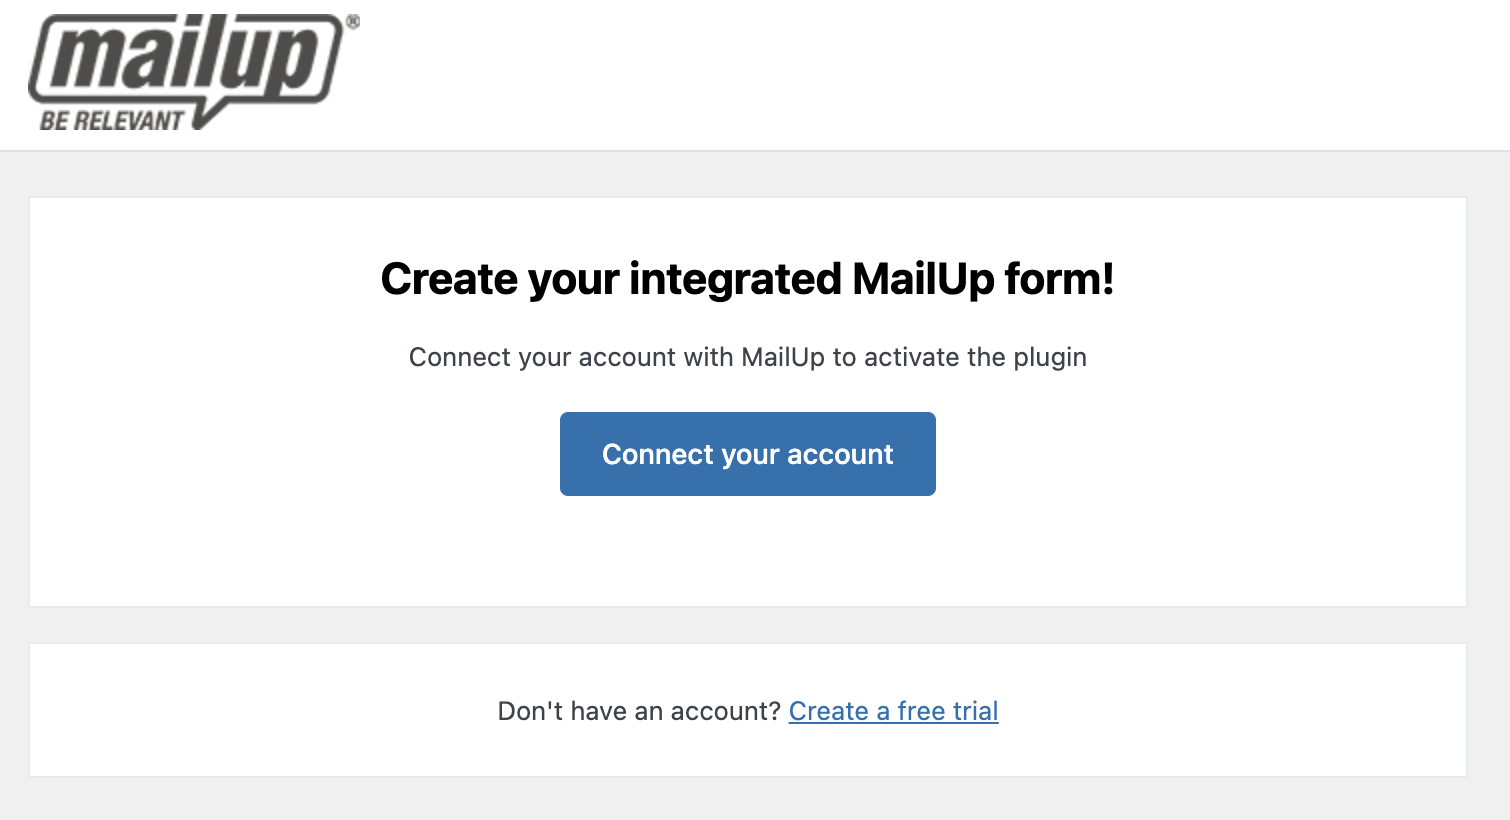 mailup®
BE RELEVANT
Create your integrated MailUp form!
Connect your account with MailUp to activate the plugin
Connect your account
Don't have an account? Create a free trial